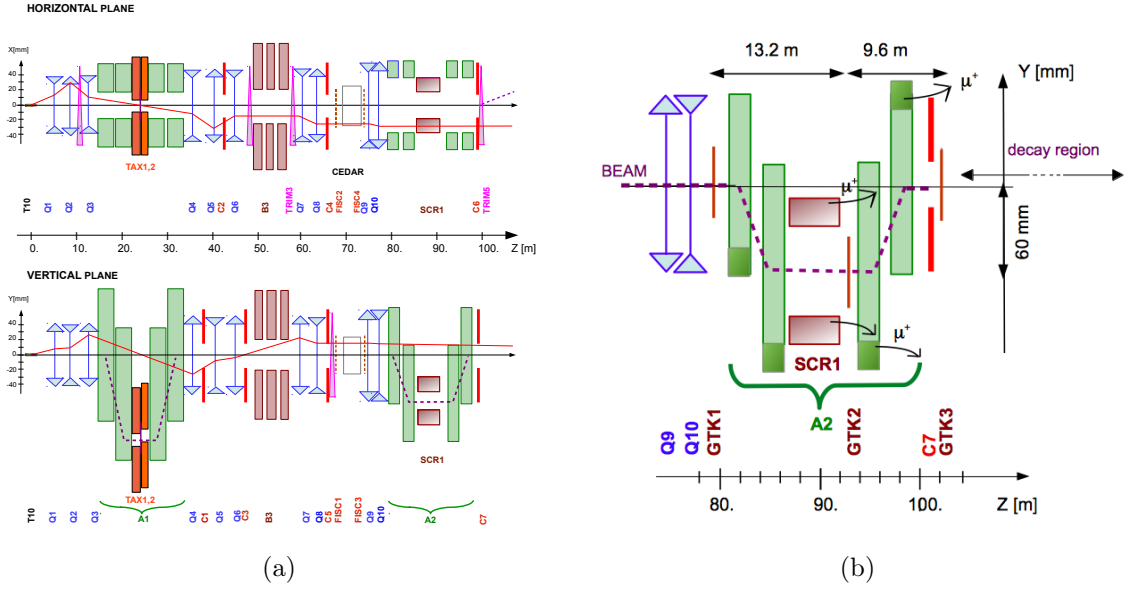 HORIZONTAL PLANE
X[mm]
40
20
0
-20
-40
TAX1,2
CEDAR
T10 Q1 Q2 Q3 Q4 Q5 C2 Q6 B3 TRIM3 Q7 Q8 C4 FISC2 FISC4 Q9 Q10 SCR1 C6 TRIM5
0. 10. 20. 30. 40. 50. 60. 70. 80. 90. 100. Z [m]
VERTICAL PLANE
Y[mm]
40
20
0
-20
-40
SCR1
TAX1,2
T10 Q1 Q2 Q3 A1 Q4 C1 Q5 Q6 C3 B3 Q7 Q8 C5 FISC1 FISC3 Q9 Q10 A2 C7
(a)
13.2 m 9.6 m
Y [mm]
μ+
decay region
BEAM
μ+
60 mm
μ+
SCR1
A2
Q9 Q10 GTK1 GTK2 C7 GTK3
80. 90. 100. Z [m]
(b)